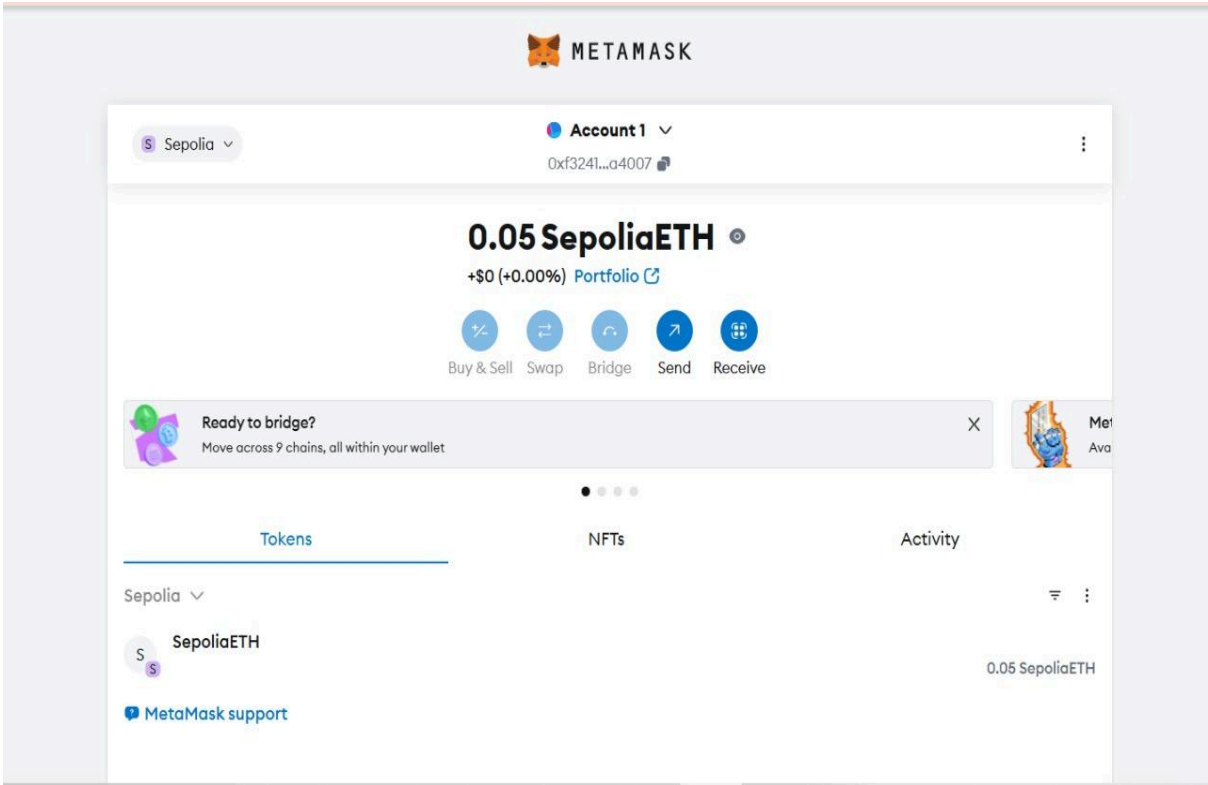 METAMASK
S Sepolia
Account 1
0xf3241...a4007
0.05 SepoliaETH
+$0 (+0.00%) Portfolio
Buy & Sell Swap Bridge Send Receive
Ready to bridge?
Move across 9 chains, all within your wallet
Met
Ava
Tokens NFTs Activity
Sepolia
S S SepoliaETH
0.05 SepoliaETH
MetaMask support